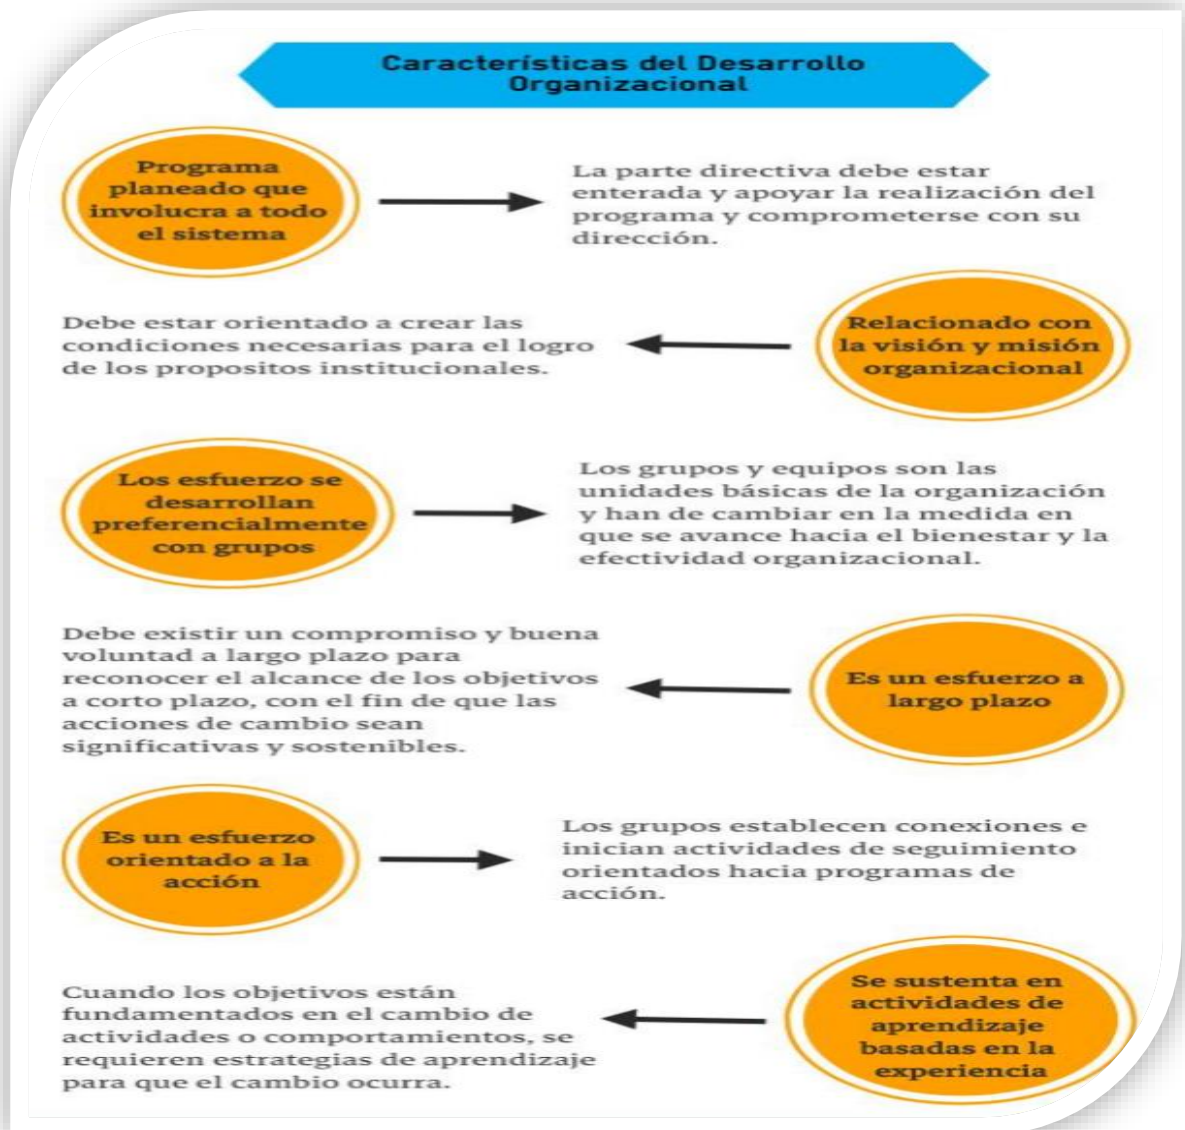 Características del Desarrollo
Organizacional
Programa
planeado que
involucra a todo
el sistema
La parte directiva debe estar
enterada y apoyar la realización del
programa y comprometerse con su
dirección.
Relacionado con
la visión y misión
organizacional
Debe estar orientado a crear las
condiciones necesarias para el logro
de los propositos institucionales.
Los esfuerzo se
desarrollan
preferencialmente
con grupos
Los grupos y equipos son las
unidades básicas de la organización
y han de cambiar en la medida en
que se avance hacia el bienestar y la
efectividad organizacional.
Es un esfuerzo a
largo plazo
Debe existir un compromiso y buena
voluntad a largo plazo para
reconocer el alcance de los objetivos
a corto plazo, con el fin de que las
acciones de cambio sean
significativas y sostenibles.
Es un esfuerzo
orientado a la
acción
Los grupos establecen conexiones e
inician actividades de seguimiento
orientados hacia programas de
acción.
Se sustenta en
actividades de
aprendizaje
basadas en la
experiencia
Cuando los objetivos están
fundamentados en el cambio de
actividades o comportamientos, se
requieren estrategias de aprendizaje
para que el cambio ocurra.